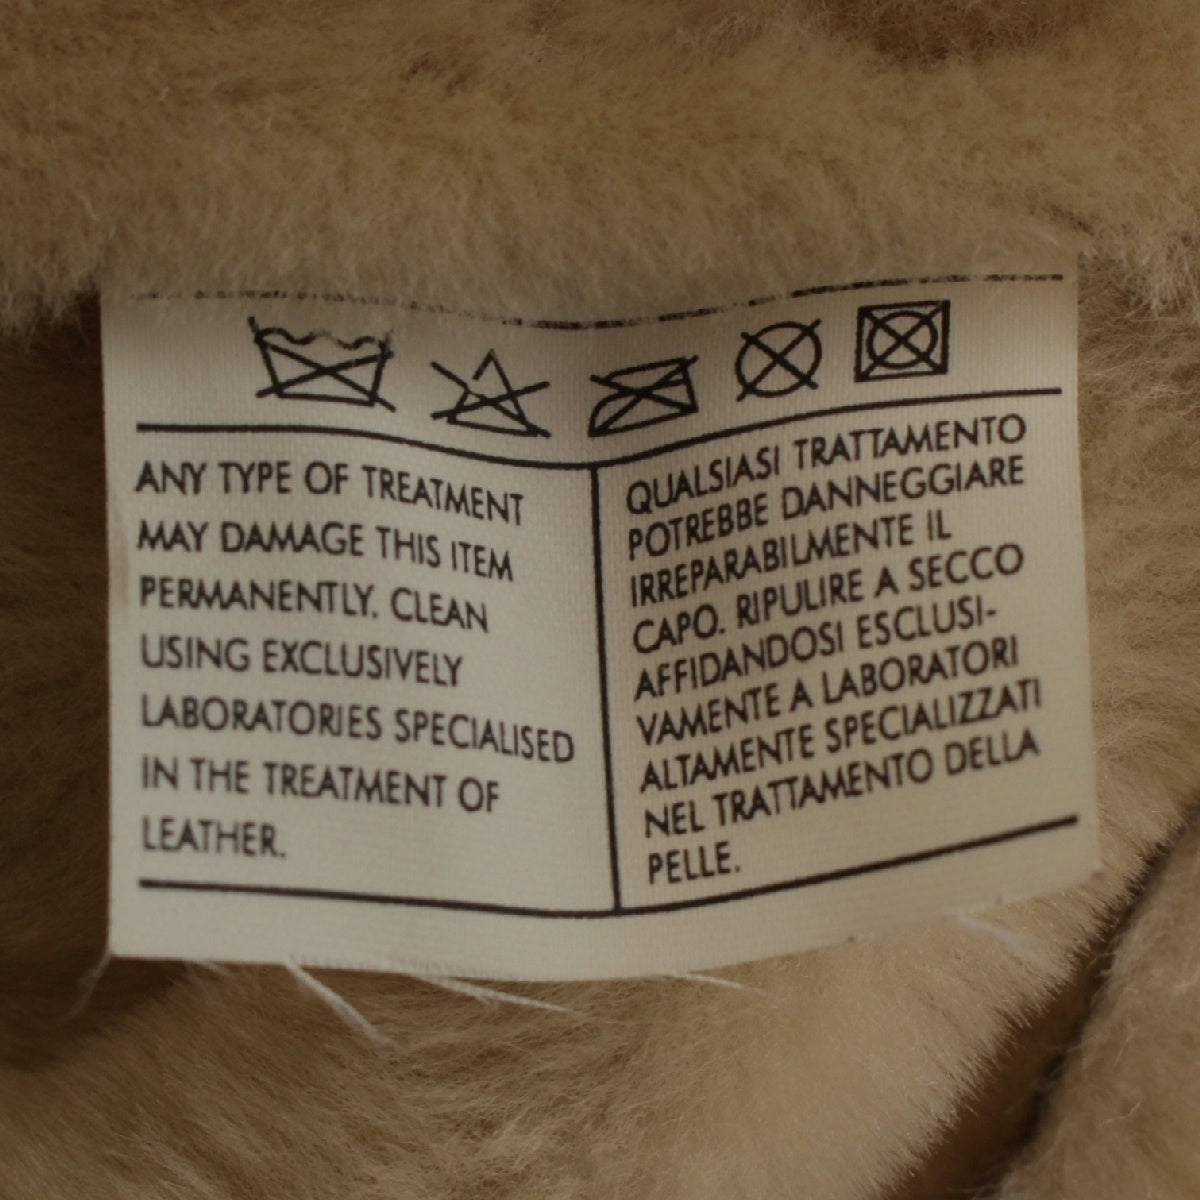 ANY TYPE OF TREATMENT
MAY DAMAGE THIS ITEM
PERMANENTLY. CLEAN
USING EXCLUSIVELY
LABORATORIES SPECIALISED
IN THE TREATMENT OF
LEATHER.
QUALSIASI TRATTAMENTO
POTREBBE DANNEGGIARE
IRREPARABILMENTE IL
CAPO. RIPULIRE A SECCO
AFFIDANDOSI ESCLUSI-
VAMENTE A LABORATORI
ALTAMENTE SPECIALIZZATI
NEL TRATTAMENTO DELLA
PELLE.